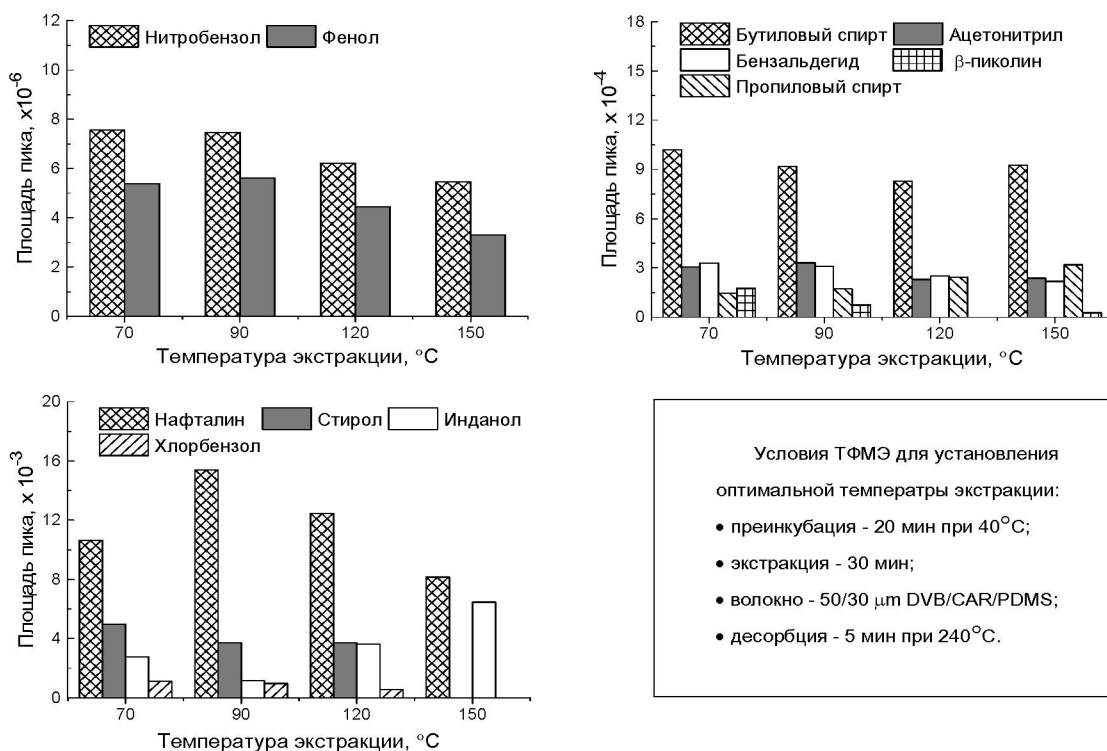 12
10
8
6
4
2
0
Площадь пика, x10-6
Нитробензол Фенол
70 90 120 150
Температура экстракции, °C
18
15
12
9
6
3
0
Площадь пика, x 10-4
Бутиловый спирт Ацетонитрил
Бензальдегид β-пиколин
Пропиловый спирт
70 90 120 150
Температура экстракции, °C
20
16
12
8
4
0
Площадь пика, x 10-3
Нафталин Стирол Инданол
Хлорбензол
70 90 120 150
Температура экстракции, °C
Условия ТФМЭ для установления
оптимальной температры экстракции:
• преинкубация - 20 мин при 40°C;
• экстракция - 30 мин;
• волокно - 50/30 μm DVB/CAR/PDMS;
• десорбция - 5 мин при 240°C.